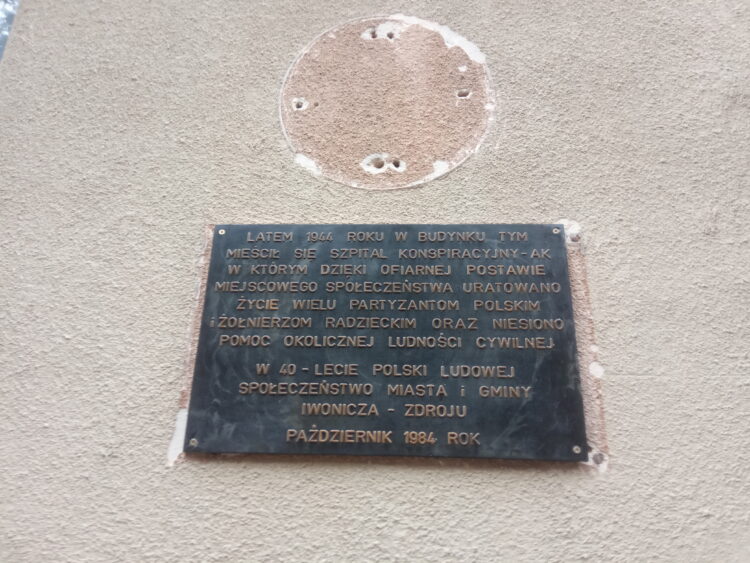 LATEM 1944 ROKU W BUDYNKU TYM
MIEŚCIŁ SIĘ SZPITAL KONSPIRACYJNY-AK
W KTÓRYM DZIĘKI OFIARNEJ POSTAWIE
MIEJSCOWEGO SPOŁECZEŃSTWA URATOWANO
ŻYCIE WIELU PARTYZANTOM POLSKIM
i ŻOŁNIERZOM RADZIECKIM ORAZ NIESIONO
POMOC OKOLICZNEJ LUDNOŚCI CYWILNEJ
W 40 - LECIE POLSKI LUDOWEJ
SPOŁECZEŃSTWO MIASTA i GMINY
IWONICZA - ZDROJU
PAŹDZIERNIK 1984 ROK